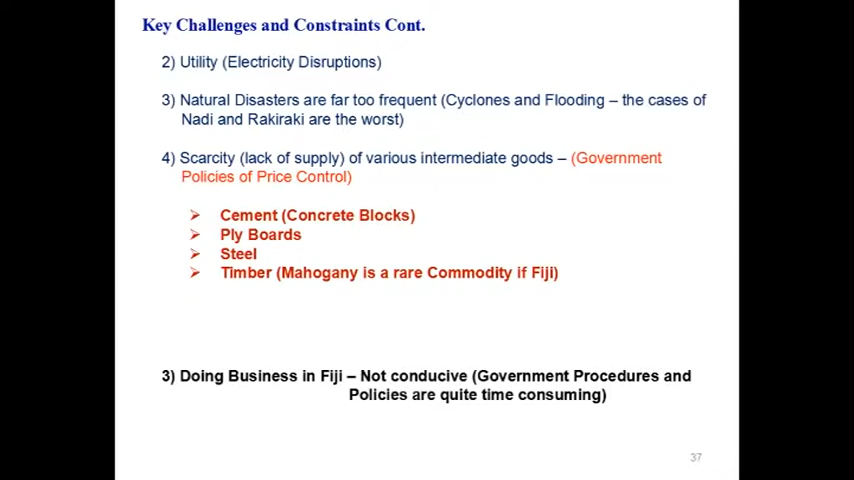 Key Challenges and Constraints Cont.
2) Utility (Electricity Disruptions)
3) Natural Disasters are far too frequent (Cyclones and Flooding – the cases of
Nadi and Rakiraki are the worst)
4) Scarcity (lack of supply) of various intermediate goods – (Government
Policies of Price Control)
➢ Cement (Concrete Blocks)
➢ Ply Boards
➢ Steel
➢ Timber (Mahogany is a rare Commodity if Fiji)
3) Doing Business in Fiji – Not conducive (Government Procedures and
Policies are quite time consuming)
37